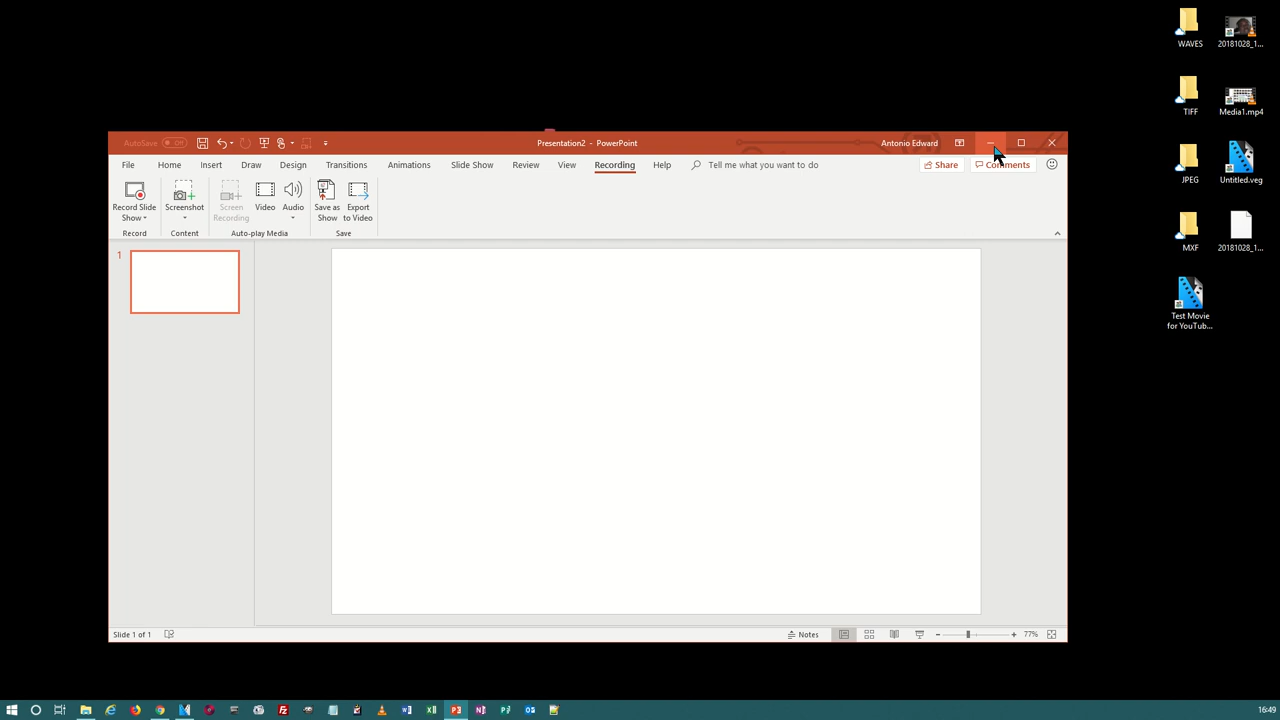 WAVES
20181028_1...
TIFF
Media1.mp4
AutoSave Off
Presentation2 - PowerPoint
Antonio Edward
File Home Insert Draw Design Transitions Animations Slide Show Review View Recording Help Tell me what you want to do Share Comments
JPEG
Untitled.veg
Record Slide Show
Screenshot
Screen Recording
Video
Audio
Save as Show
Export to Video
Record
Content
Auto-play Media
Save
MXF
20181028_1...
1
Test Movie
for YouTub...
Slide 1 of 1
Notes
77%
16:49